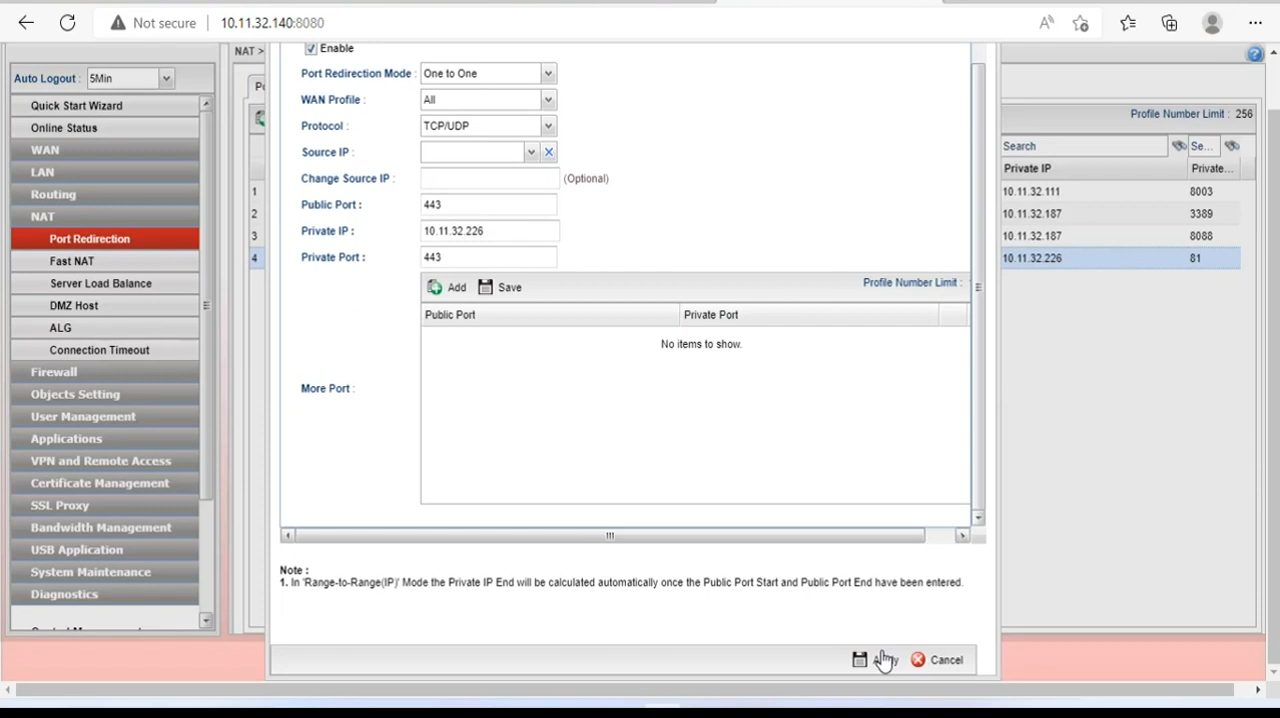 Not secure
10.11.32.140:8080
NAT >
Auto Logout : 5Min
Quick Start Wizard
Online Status
WAN
LAN
Routing
NAT
Port Redirection
Fast NAT
Server Load Balance
DMZ Host
ALG
Connection Timeout
Firewall
Objects Setting
User Management
Applications
VPN and Remote Access
Certificate Management
SSL Proxy
Bandwidth Management
USB Application
System Maintenance
Diagnostics
1
2
3
4
Enable
Port Redirection Mode : One to One
WAN Profile : All
Protocol : TCP/UDP
Source IP :
Change Source IP : (Optional)
Public Port : 443
Private IP : 10.11.32.226
Private Port : 443
Add Save Profile Number Limit :
Public Port Private Port
No items to show.
More Port :
Note :
1. In 'Range-to-Range(IP)' Mode the Private IP End will be calculated automatically once the Public Port Start and Public Port End have been entered.
Cancel
Profile Number Limit : 256
Search Se...
Private IP Private...
10.11.32.111 8003
10.11.32.187 3389
10.11.32.187 8088
10.11.32.226 81